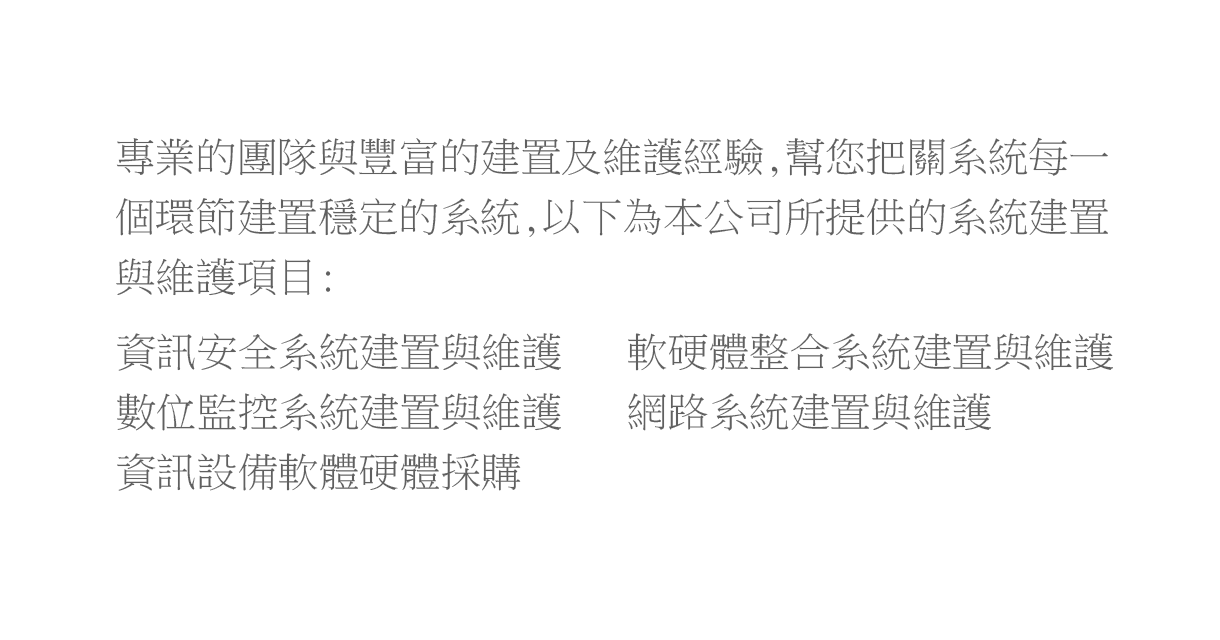 專業的團隊與豐富的建置及維護經驗,幫您把關系統每一
個環節建置穩定的系統,以下為本公司所提供的系統建置
與維護項目:
資訊安全系統建置與維護　軟硬體整合系統建置與維護
數位監控系統建置與維護　網路系統建置與維護
資訊設備軟體硬體採購